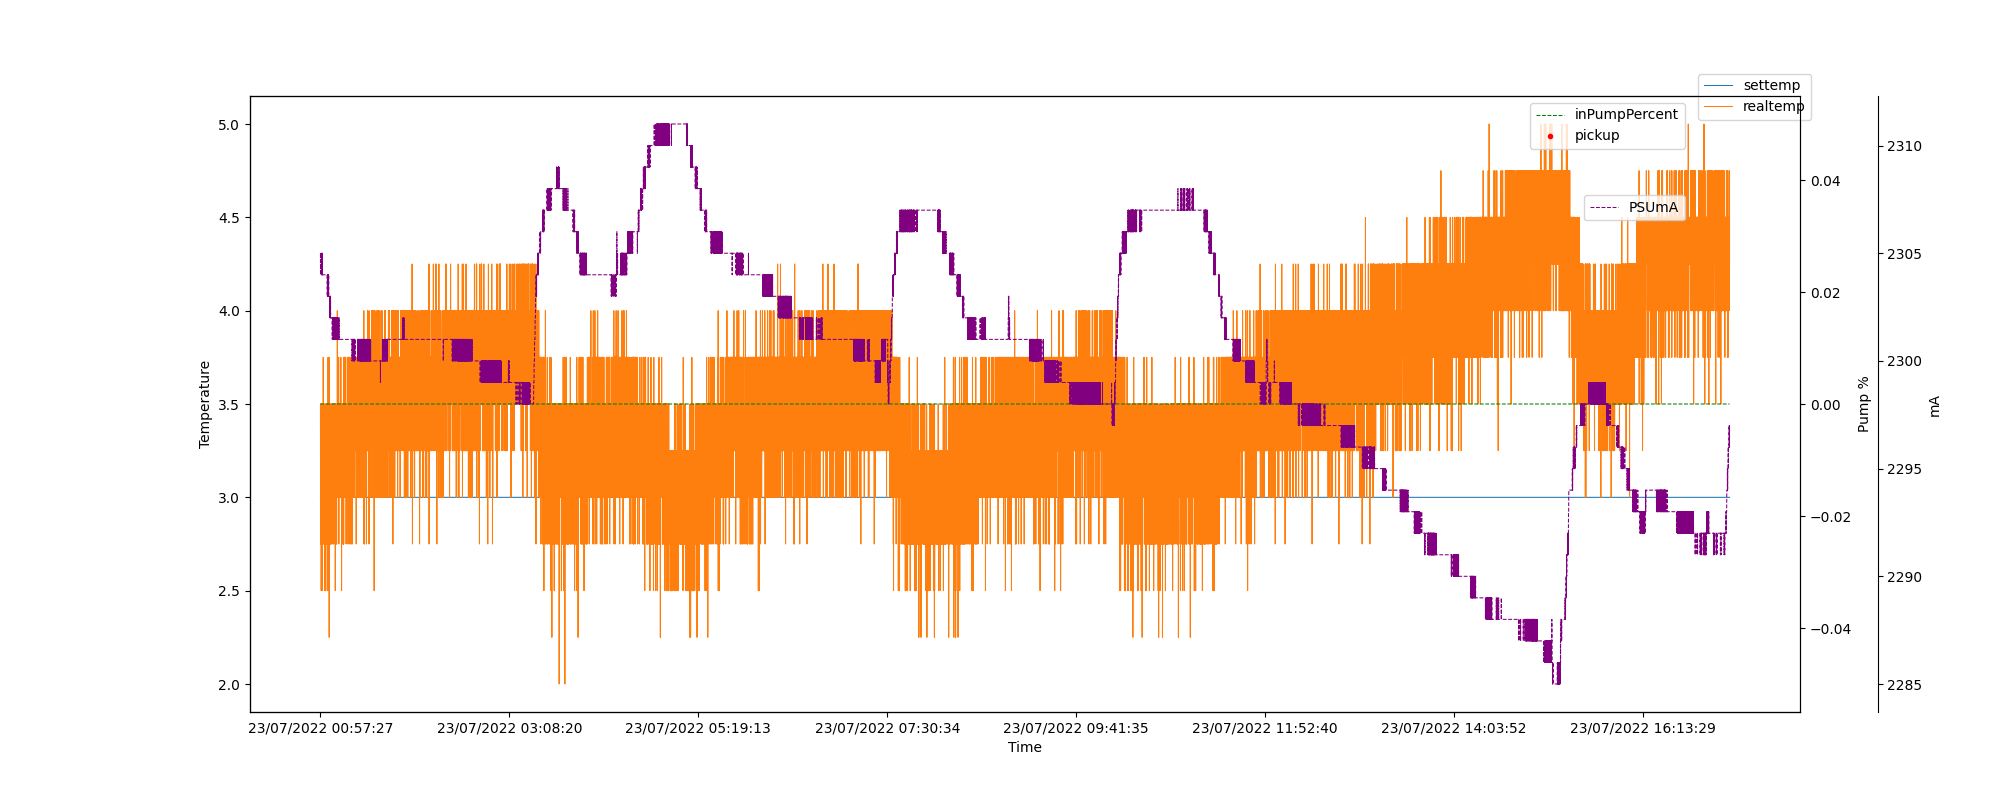 settemp
realtemp
inPumpPercent
pickup
PSUmA
5.0
4.5
4.0
3.5
3.0
2.5
2.0
Temperature
0.04
0.02
0.00
−0.02
−0.04
Pump %
2310
2305
2300
2295
2290
2285
mA
23/07/2022 00:57:27
23/07/2022 03:08:20
23/07/2022 05:19:13
23/07/2022 07:30:34
23/07/2022 09:41:35
23/07/2022 11:52:40
23/07/2022 14:03:52
23/07/2022 16:13:29
Time